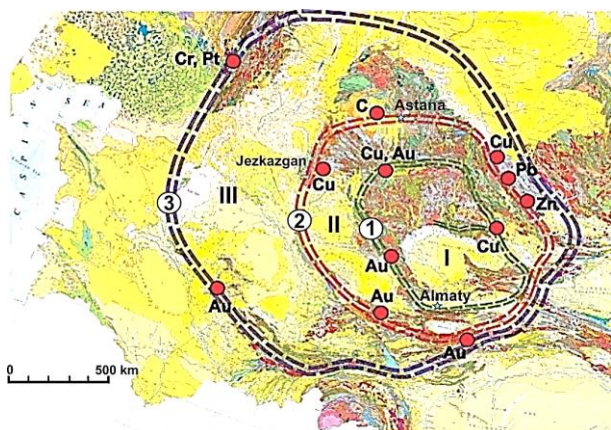 Cr, Pt
C
Astana
CASIAS SEA
Jezkazgan
Cu
Cu, Au
Cu
Pb
Zn
III
3
2
II
1
I
Cu
Au
Au
Almaty
Au
Au
0 500 km